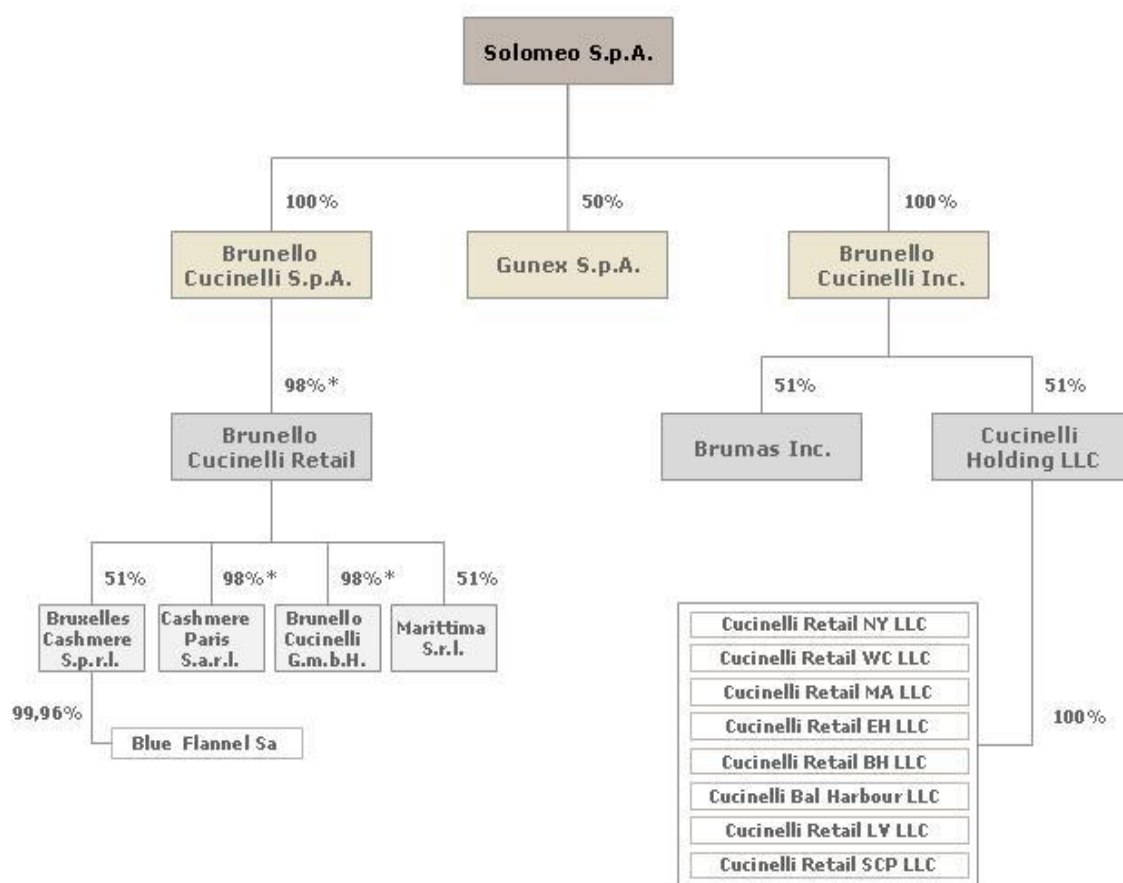 Solomeo S.p.A.
100%
50%
100%
Brunello
Cucinelli S.p.A.
Gunex S.p.A.
Brunello
Cucinelli Inc.
98%*
51%
51%
Brunello
Cucinelli Retail
Brumas Inc.
Cucinelli
Holding LLC
51%
98%*
98%*
51%
Bruxelles
Cashmere
S.p.r.l.
Cashmere
Paris
S.a.r.l.
Brunello
Cucinelli
G.m.b.H.
Marittima
S.r.l.
99,96%
Blue Flannel Sa
Cucinelli Retail NY LLC
Cucinelli Retail WC LLC
Cucinelli Retail MA LLC
Cucinelli Retail EH LLC
Cucinelli Retail BH LLC
Cucinelli Bal Harbour LLC
Cucinelli Retail LV LLC
Cucinelli Retail SCP LLC
100%